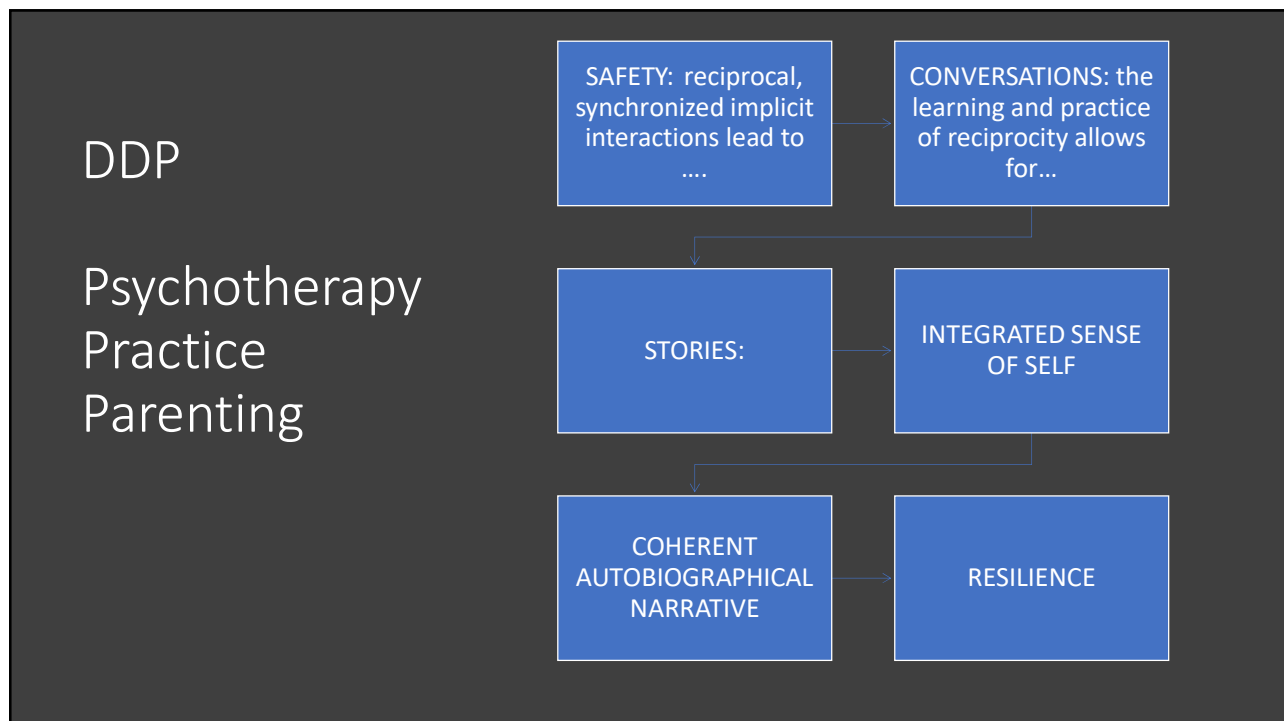 DDP
Psychotherapy
Practice
Parenting
SAFETY: reciprocal,
synchronized implicit
interactions lead to
….
CONVERSATIONS: the
learning and practice
of reciprocity allows
for…
STORIES:
INTEGRATED SENSE
OF SELF
COHERENT
AUTOBIOGRAPHICAL
NARRATIVE
RESILIENCE